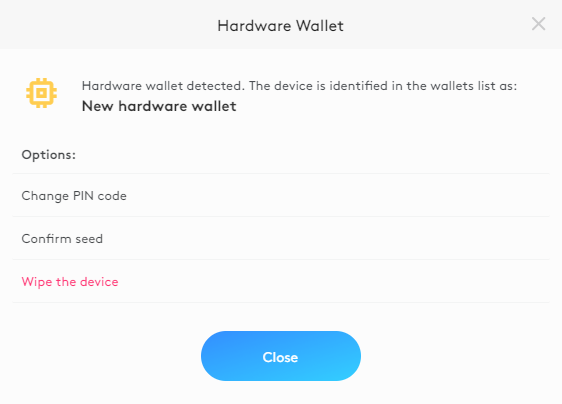 Hardware Wallet
Hardware wallet detected. The device is identified in the wallets list as:
New hardware wallet
Options:
Change PIN code
Confirm seed
Wipe the device
Close